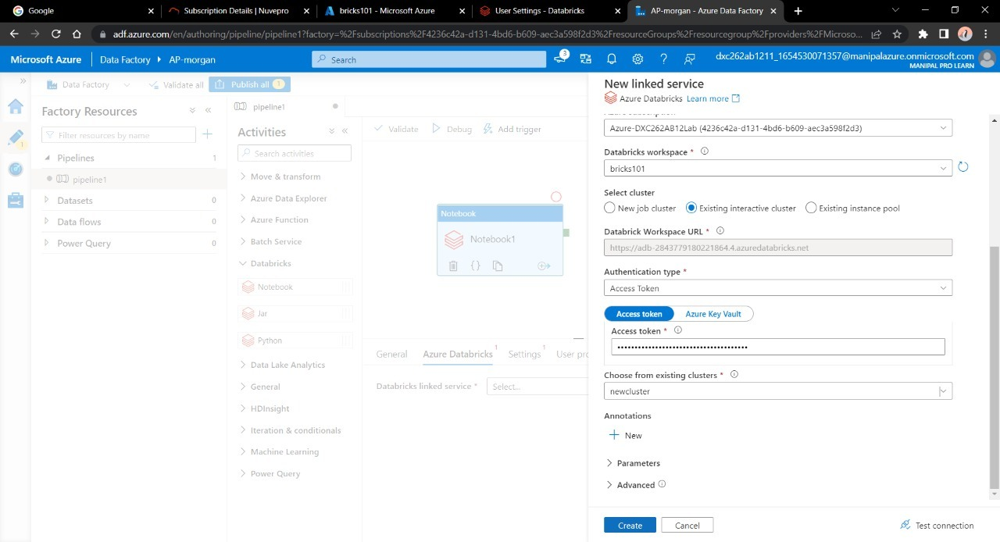 Google
Subscription Details | Nuvepro
bricks101 - Microsoft Azure
User Settings - Databricks
AP-morgan - Azure Data Factory
adf.azure.com/en/authoring/pipeline/pipeline1?factory=%2Fsubscriptions%2F4236c42a-d131-4bd6-b609-aec3a598f2d3%2FresourceGroups%2Fresourcegroup%2Fproviders%2FMicroso...
Microsoft Azure
Data Factory
AP-morgan
Search
3
dxc262ab1211_1654530071357@manipalazure.onmicrosoft.com
MANIPAL PRO LEARN
Data Factory
Validate all
Publish all 1
Factory Resources
Filter resources by name
1
Pipelines 1
pipeline1
Datasets 0
Data flows 0
Power Query 0
pipeline1
Activities
Search activities
Move & transform
Azure Data Explorer
Azure Function
Batch Service
Databricks
Notebook
Jar
Python
Data Lake Analytics
General
HDInsight
Iteration & conditionals
Machine Learning
Power Query
Validate
Debug
Add trigger
Notebook
Notebook1
General
Azure Databricks 1
Settings 1
User pro
Databricks linked service *
Select...
New linked service
Azure Databricks Learn more
Azure subscription
Azure-DXC262AB12Lab (4236c42a-d131-4bd6-b609-aec3a598f2d3)
Databricks workspace *
bricks101
Select cluster
New job cluster
Existing interactive cluster
Existing instance pool
Databrick Workspace URL *
https://adb-2843779180221864.4.azuredatabricks.net
Authentication type *
Access Token
Access token
Azure Key Vault
Access token *
Choose from existing clusters *
newcluster
Annotations
New
Parameters
Advanced
Create
Cancel
Test connection